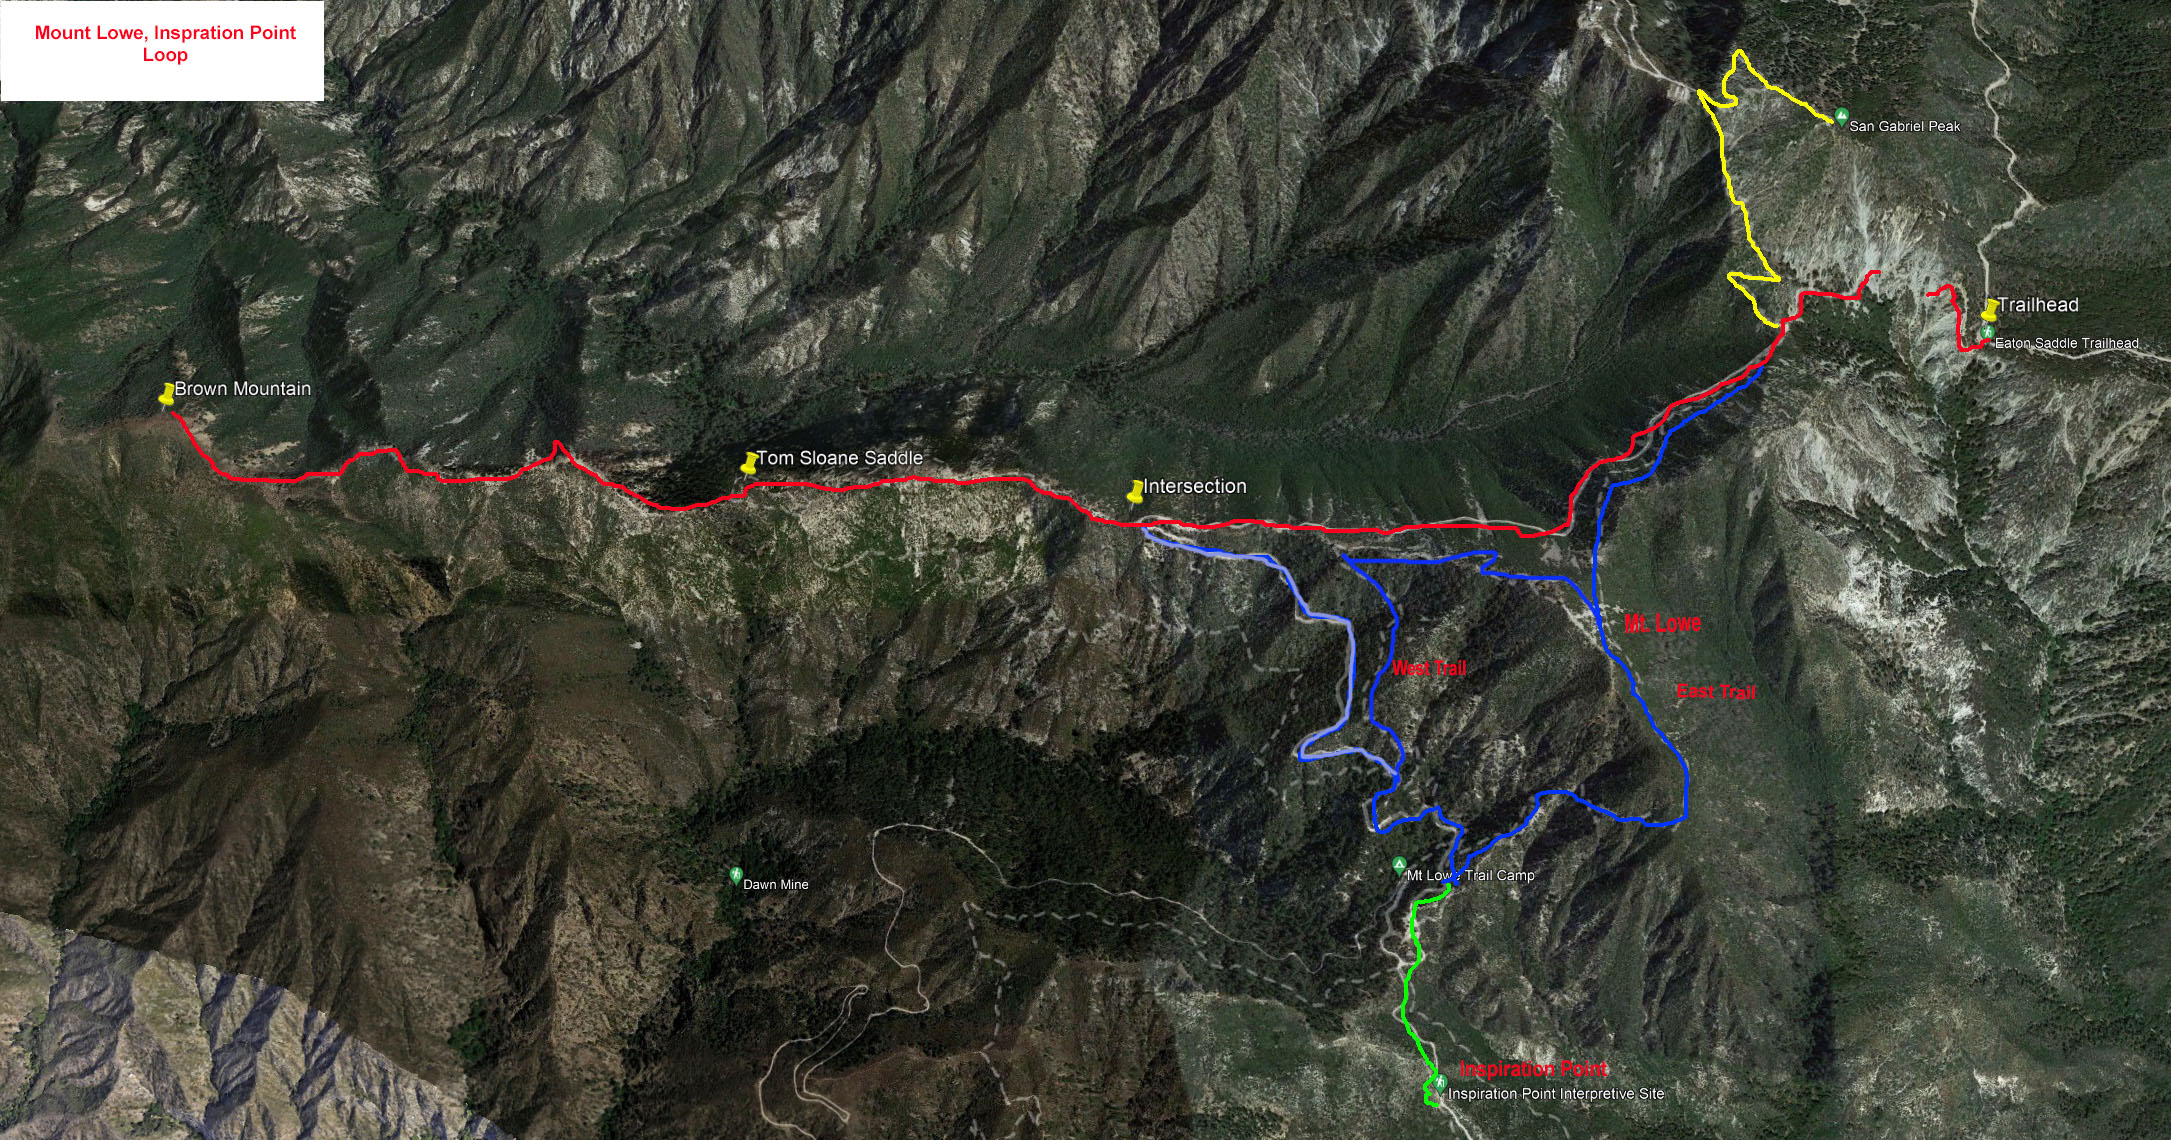 Mount Lowe, Inspration Point
Loop
San Gabriel Peak
Trailhead
Eaton Saddle Trailhead
Brown Mountain
Tom Sloane Saddle
Intersection
Mt. Lowe
West Trail
East Trail
Mt Lowe Trail Camp
Dawn Mine
Inspiration Point
Inspiration Point Interpretive Site